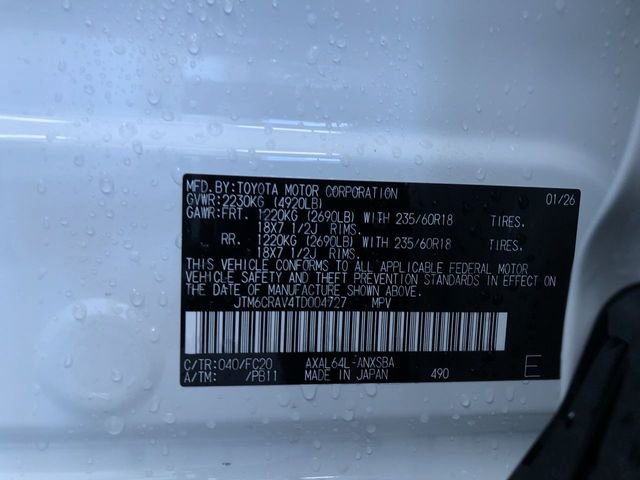 MFD.BY:TOYOTA MOTOR CORPORATION 01/26
GVWR:2230KG (4920LB)
GAWR:FRT. 1220KG (2690LB) WITH 235/60R18 TIRES.
18X7 1/2J RIMS.
RR. 1220KG (2690LB) WITH 235/60R18 TIRES.
18X7 1/2J RIMS.
THIS VEHICLE CONFORMS TO ALL APPLICABLE FEDERAL MOTOR
VEHICLE SAFETY AND THEFT PREVENTION STANDARDS IN EFFECT ON
THE DATE OF MANUFACTURE SHOWN ABOVE.
JTM6CRAV4TD004727 MPV
C/TR:040/FC20 AXAL64L-ANXSBA
A/TM: /PB11 MADE IN JAPAN 490 E